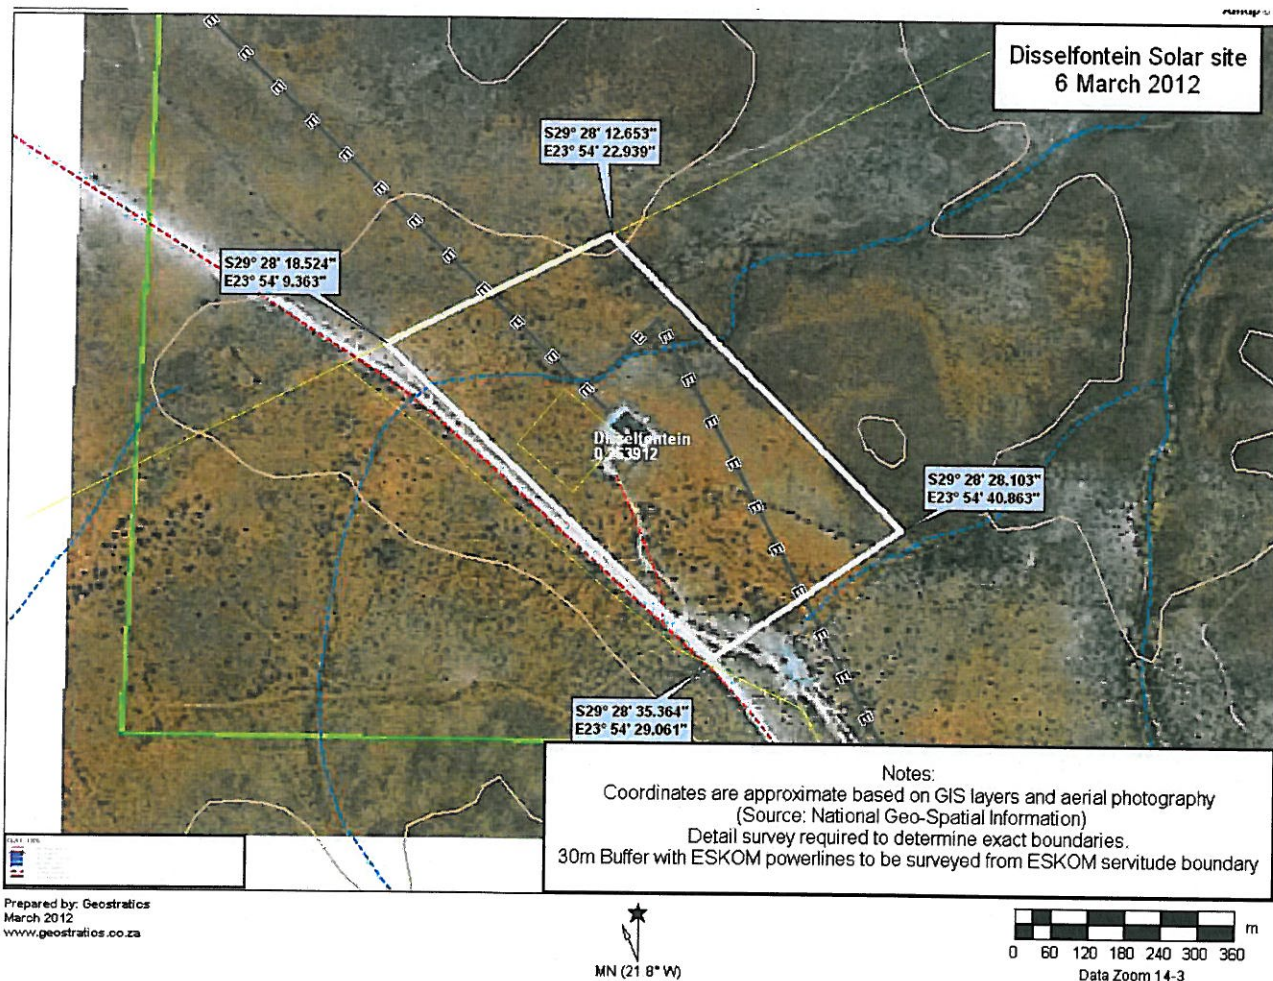 Disselfontein Solar site
6 March 2012
S29° 28' 12.653"
E23° 54' 22.939"
S29° 28' 18.524"
E23° 54' 9.363"
Disselfontein
S29° 28' 28.103"
E23° 54' 40.863"
S29° 28' 35.364"
E23° 54' 29.061"
Notes:
Coordinates are approximate based on GIS layers and aerial photography
(Source: National Geo-Spatial Information)
Detail survey required to determine exact boundaries.
30m Buffer with ESKOM powerlines to be surveyed from ESKOM servitude boundary
Prepared by: Geostratics
March 2012
www.geostratics.co.za
MN (21.8° W)
m
0 60 120 180 240 300 360
Data Zoom 14-3